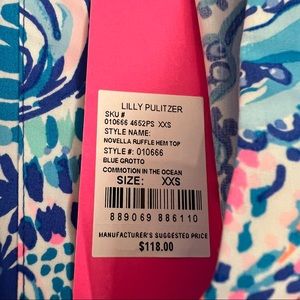 LILLY PULITZER
SKU #
010666 4652PS XXS
STYLE NAME:
NOVELLA RUFFLE HEM TOP
STYLE #: 010666
BLUE GROTTO
COMMOTION IN THE OCEAN
SIZE: XXS
889069 886110
MANUFACTURER'S SUGGESTED PRICE
$118.00